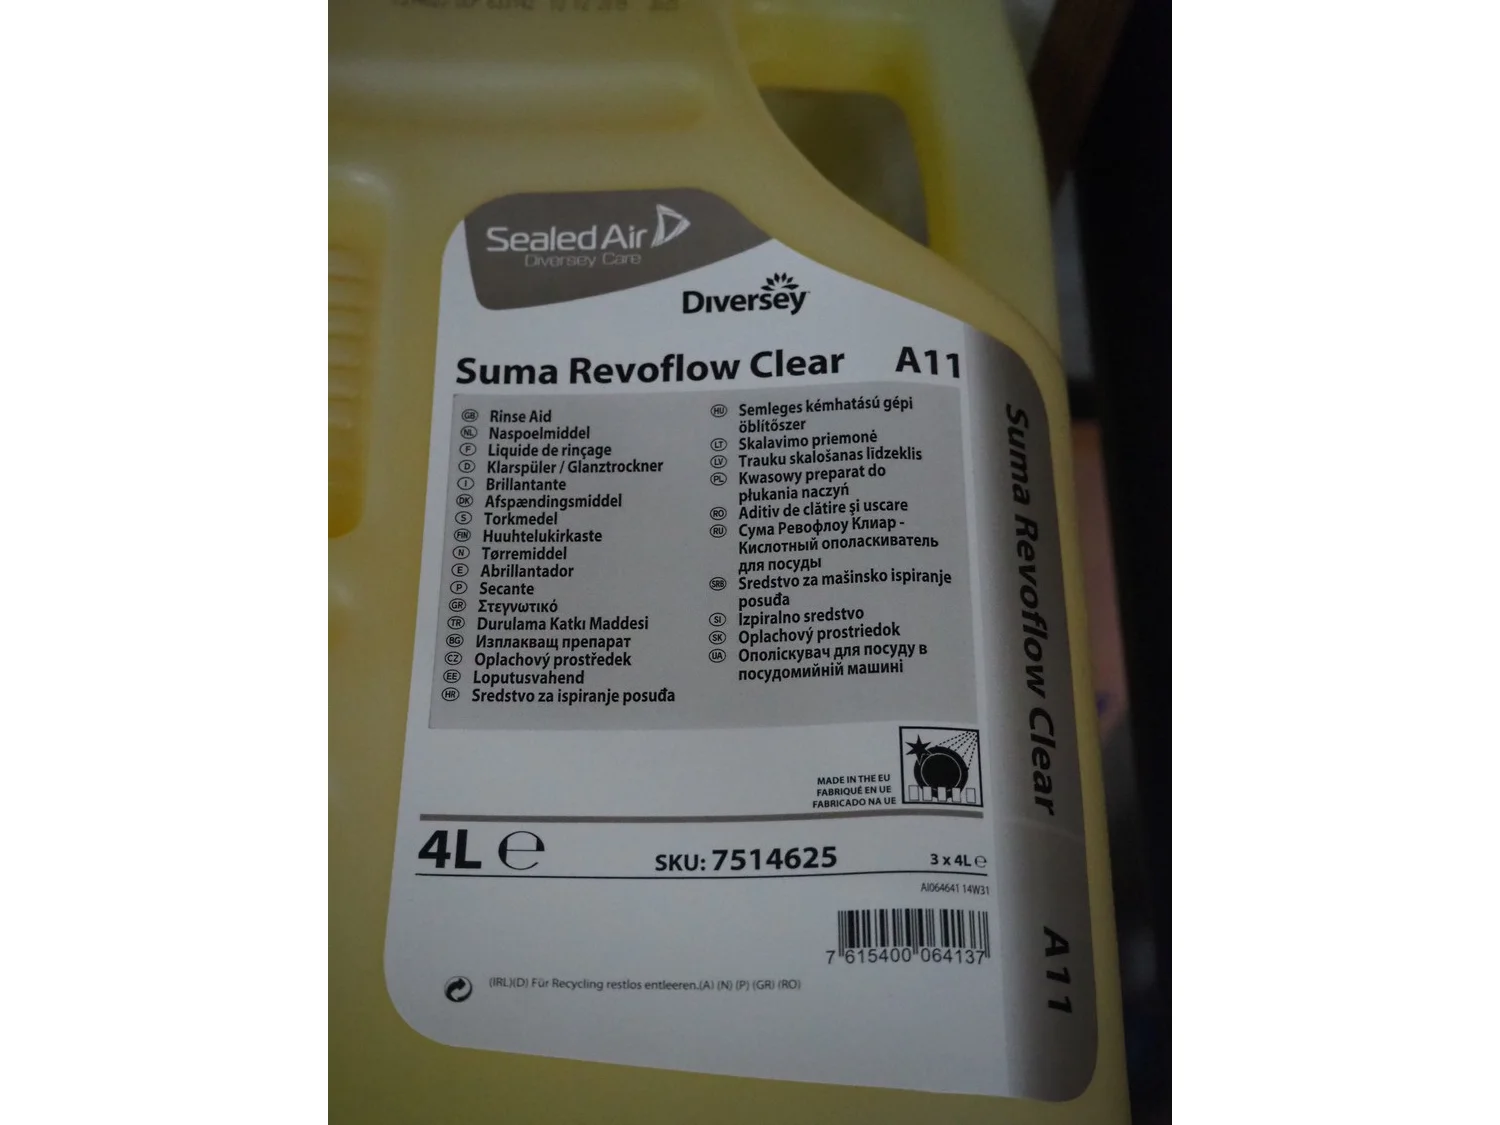 Sealed Air
Diversey Care
Diversey
Suma Revoflow Clear A11
GB Rinse Aid
NL Naspoelmiddel
F Liquide de rinçage
D Klarspüler / Glanztrockner
I Brillantante
DK Afspændingsmiddel
S Torkmedel
FIN Huuhtelukirkaste
N Tørremiddel
E Abrillantador
P Secante
GR Στεγνωτικό
TR Durulama Katkı Maddesi
BG Изплакващ препарат
CZ Oplachový prostředek
EE Loputusvahend
HR Sredstvo za ispiranje posuđa
HU Semleges kémhatású gépi
öblítőszer
LT Skalavimo priemonė
LV Trauku skalošanas līdzeklis
PL Kwasowy preparat do
płukania naczyń
RO Aditiv de clătire şi uscare
RU Сума Ревофлоу Клиар -
Кислотный ополаскиватель
для посуды
SRB Sredstvo za mašinsko ispiranje
posuđa
SI Izpiralno sredstvo
SK Oplachový prostriedok
UA Ополіскувач для посуду в
посудомийній машині
MADE IN THE EU
FABRIQUÉ EN UE
FABRICADO NA UE
4L e
SKU: 7514625
3 x 4L e
AI064641 14W31
7 615400 064137
(IRL)(D) Für Recycling restlos entleeren.(A) (N) (P) (GR) (RO)
Suma Revoflow Clear A11